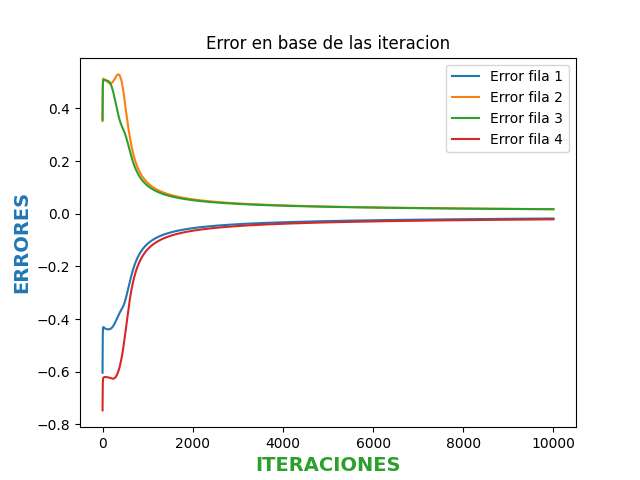 Error en base de las iteracion
Error fila 1
Error fila 2
Error fila 3
Error fila 4
ERRORES
0.4
0.2
0.0
−0.2
−0.4
−0.6
−0.8
0 2000 4000 6000 8000 10000
ITERACIONES